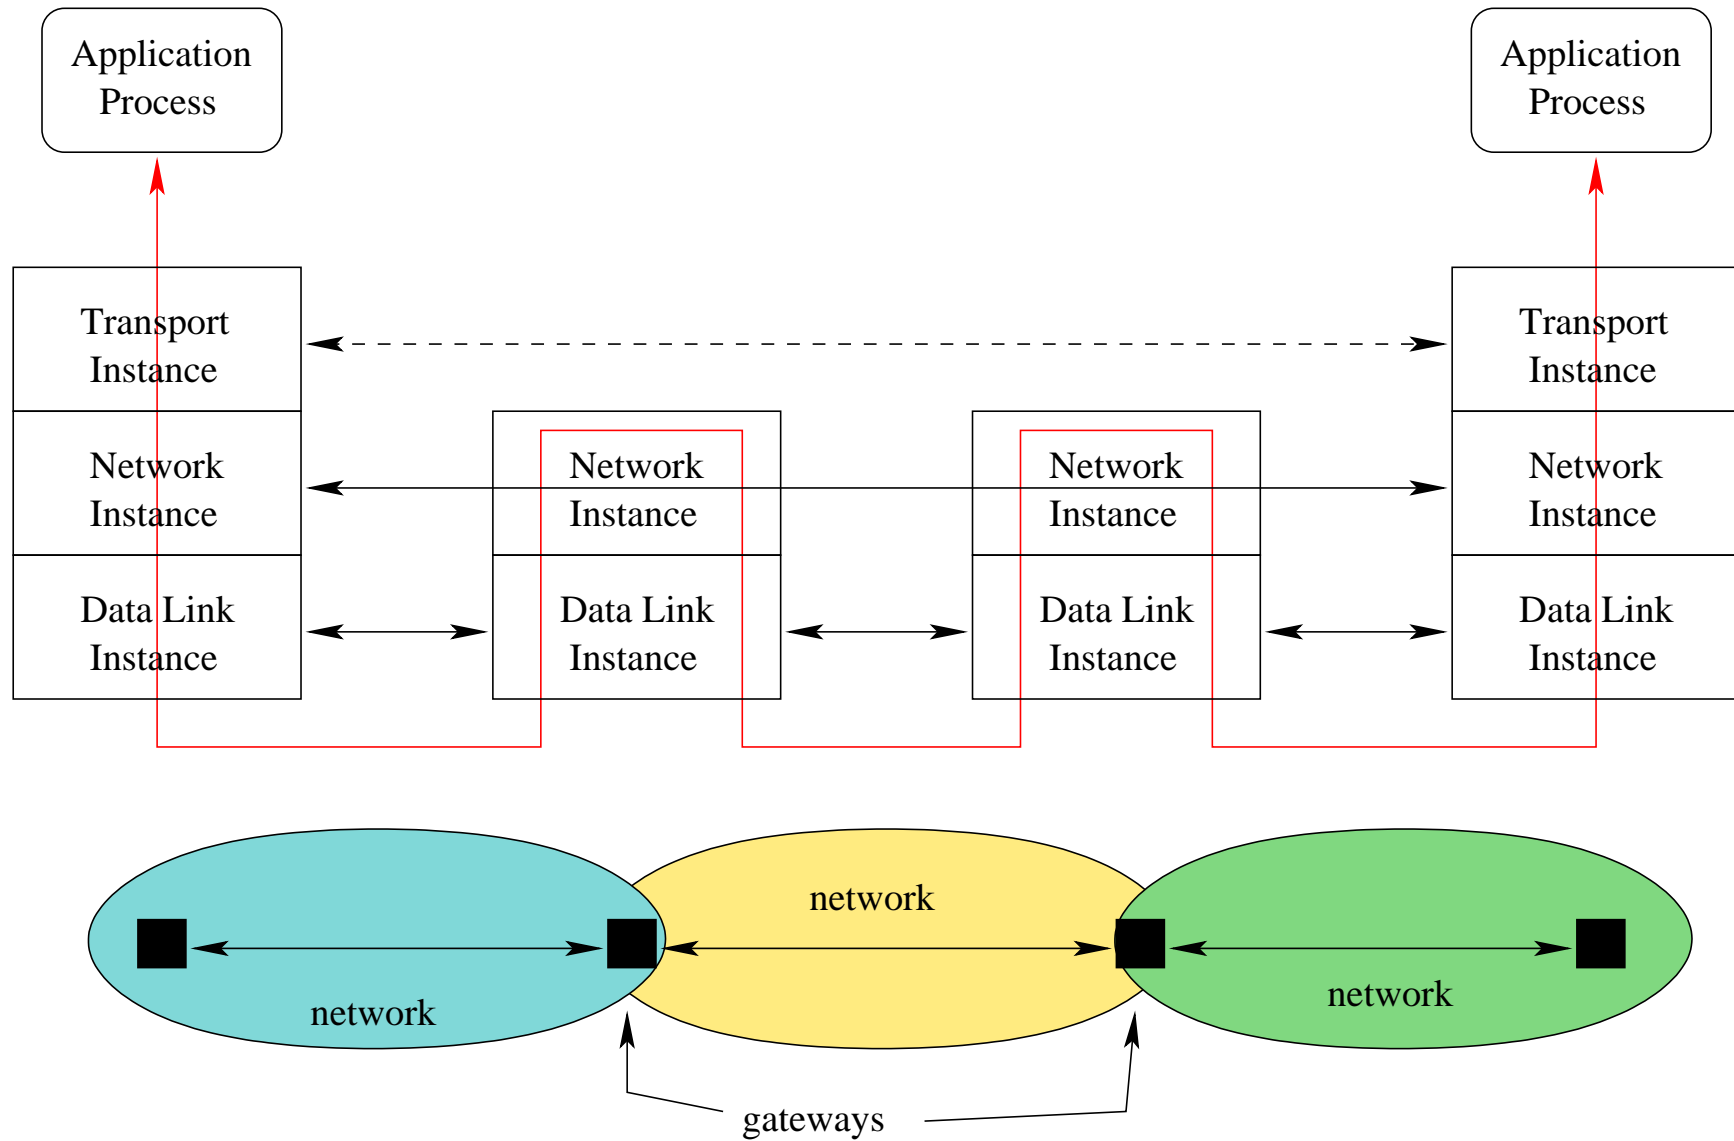 Application
Process
Application
Process
Transport
Instance
Transport
Instance
Network
Instance
Network
Instance
Network
Instance
Network
Instance
Data Link
Instance
Data Link
Instance
Data Link
Instance
Data Link
Instance
network
network
network
gateways